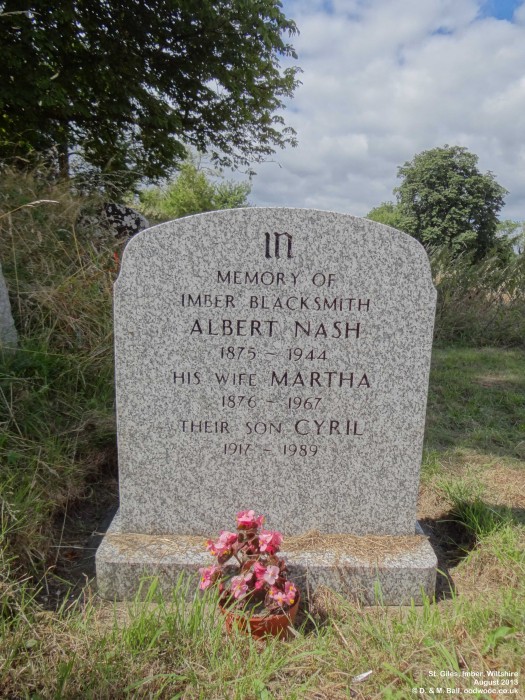 In
MEMORY OF
IMBER BLACKSMITH
ALBERT NASH
1875 – 1944
HIS WIFE MARTHA
1876 – 1967
THEIR SON CYRIL
1917 – 1989
St. Giles, Imber, Wiltshire
August 2013
© D. & M. Ball, oodwooc.co.uk